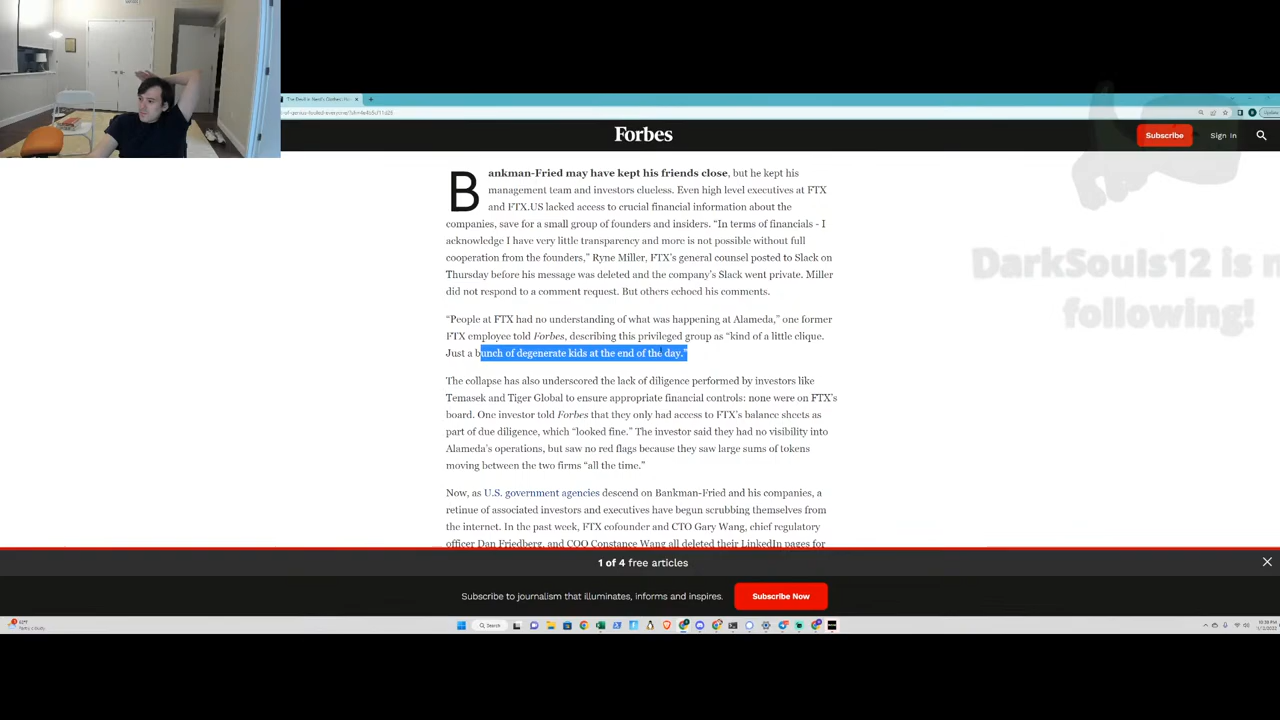 The Devil in Nerd's Clothes: Ho
Forbes
Subscribe
Sign In
Bankman-Fried may have kept his friends close, but he kept his
management team and investors clueless. Even high level executives at FTX
and FTX.US lacked access to crucial financial information about the
companies, save for a small group of founders and insiders. “In terms of financials - I
acknowledge I have very little transparency and more is not possible without full
cooperation from the founders,” Ryne Miller, FTX’s general counsel posted to Slack on
Thursday before his message was deleted and the company’s Slack went private. Miller
did not respond to a comment request. But others echoed his comments.
“People at FTX had no understanding of what was happening at Alameda,” one former
FTX employee told Forbes, describing this privileged group as “kind of a little clique.
Just a bunch of degenerate kids at the end of the day.”
The collapse has also underscored the lack of diligence performed by investors like
Temasek and Tiger Global to ensure appropriate financial controls: none were on FTX’s
board. One investor told Forbes that they only had access to FTX’s balance sheets as
part of due diligence, which “looked fine.” The investor said they had no visibility into
Alameda’s operations, but saw no red flags because they saw large sums of tokens
moving between the two firms “all the time.”
Now, as U.S. government agencies descend on Bankman-Fried and his companies, a
retinue of associated investors and executives have begun scrubbing themselves from
the internet. In the past week, FTX cofounder and CTO Gary Wang, chief regulatory
officer Dan Friedberg, and COO Constance Wang all deleted their LinkedIn pages for
DarkSouls12 is n
following!
1 of 4 free articles
Subscribe to journalism that illuminates, informs and inspires.
Subscribe Now
Search